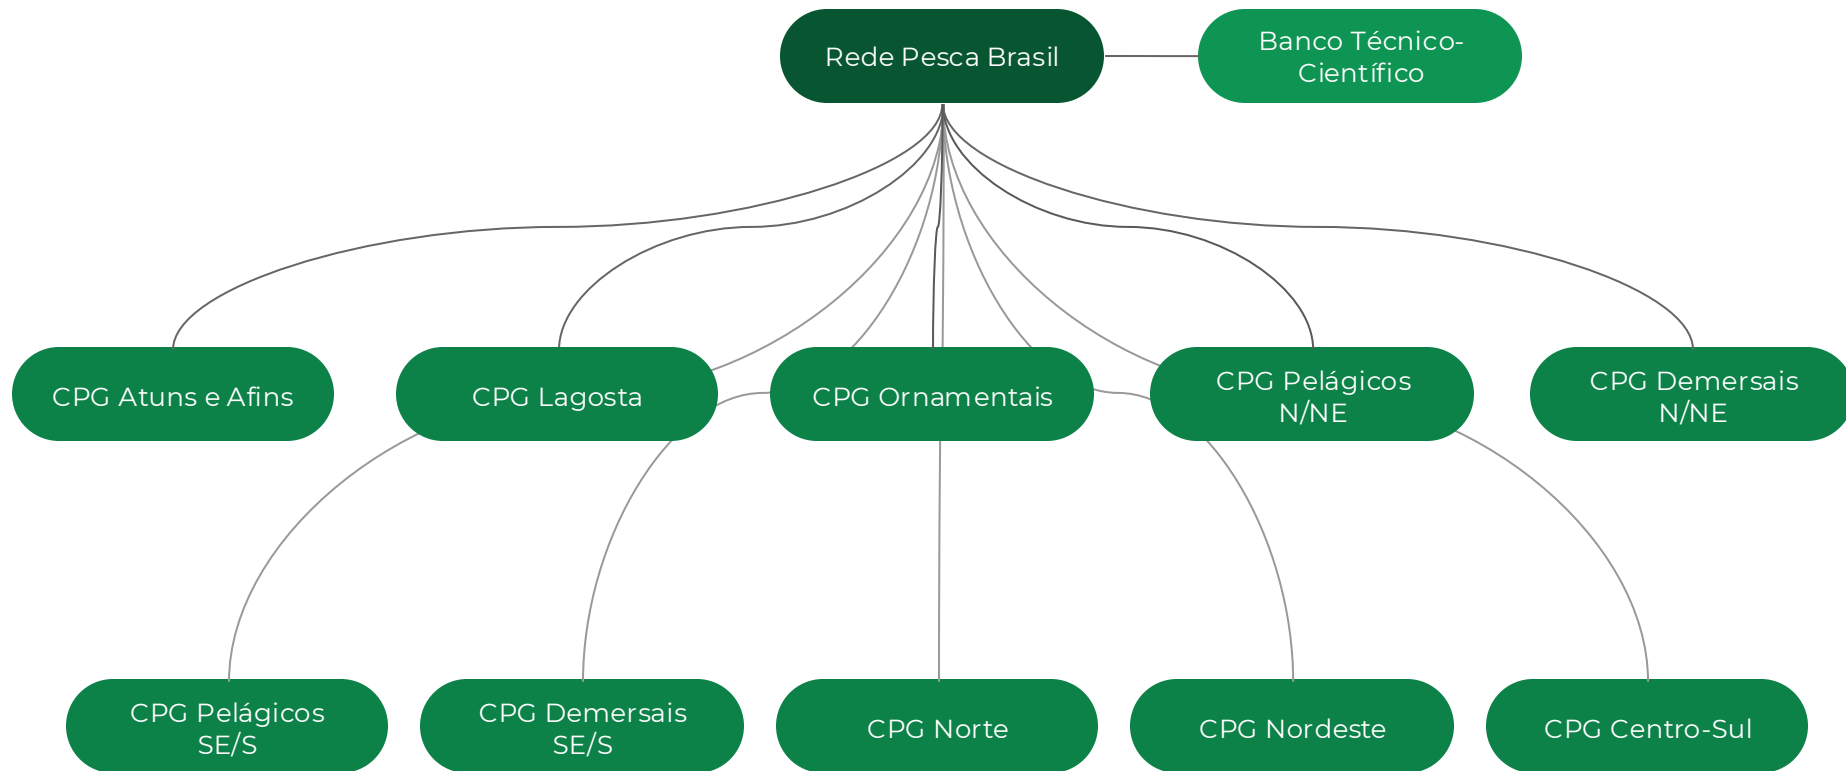 Rede Pesca Brasil
Banco Técnico-
Científico
CPG Atuns e Afins
CPG Lagosta
CPG Ornamentais
CPG Pelágicos
N/NE
CPG Demersais
N/NE
CPG Pelágicos
SE/S
CPG Demersais
SE/S
CPG Norte
CPG Nordeste
CPG Centro-Sul